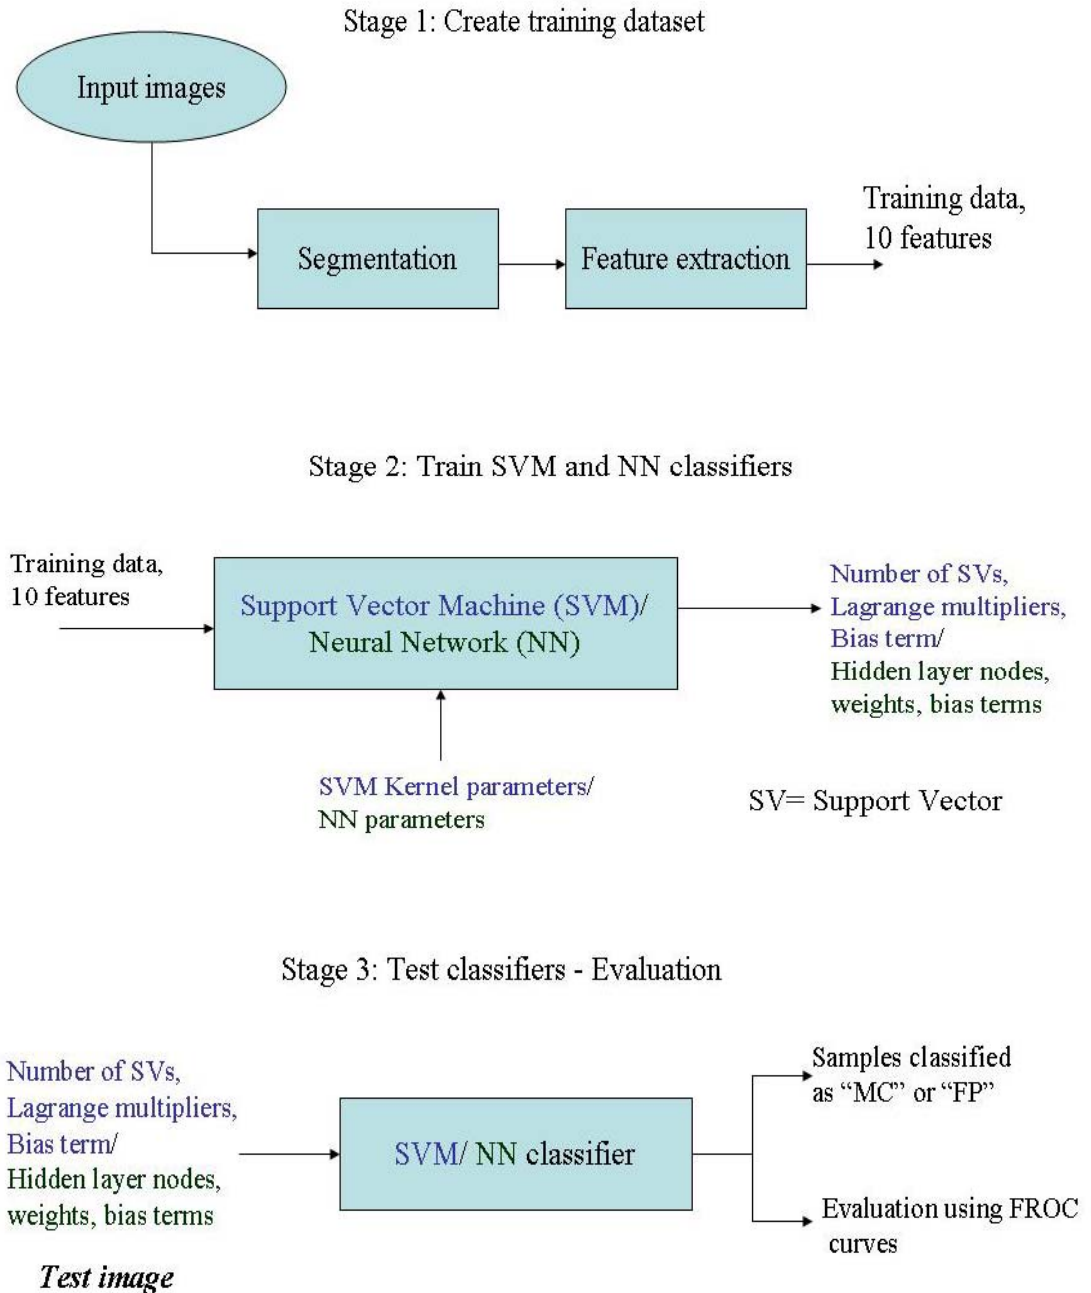 Stage 1: Create training dataset
Input images
Segmentation
Feature extraction
Training data,
10 features
Stage 2: Train SVM and NN classifiers
Training data,
10 features
Support Vector Machine (SVM)/
Neural Network (NN)
Number of SVs,
Lagrange multipliers,
Bias term/
Hidden layer nodes,
weights, bias terms
SVM Kernel parameters/
NN parameters
SV= Support Vector
Stage 3: Test classifiers - Evaluation
Number of SVs,
Lagrange multipliers,
Bias term/
Hidden layer nodes,
weights, bias terms
Test image
SVM/ NN classifier
Samples classified
as “MC” or “FP”
Evaluation using FROC
curves